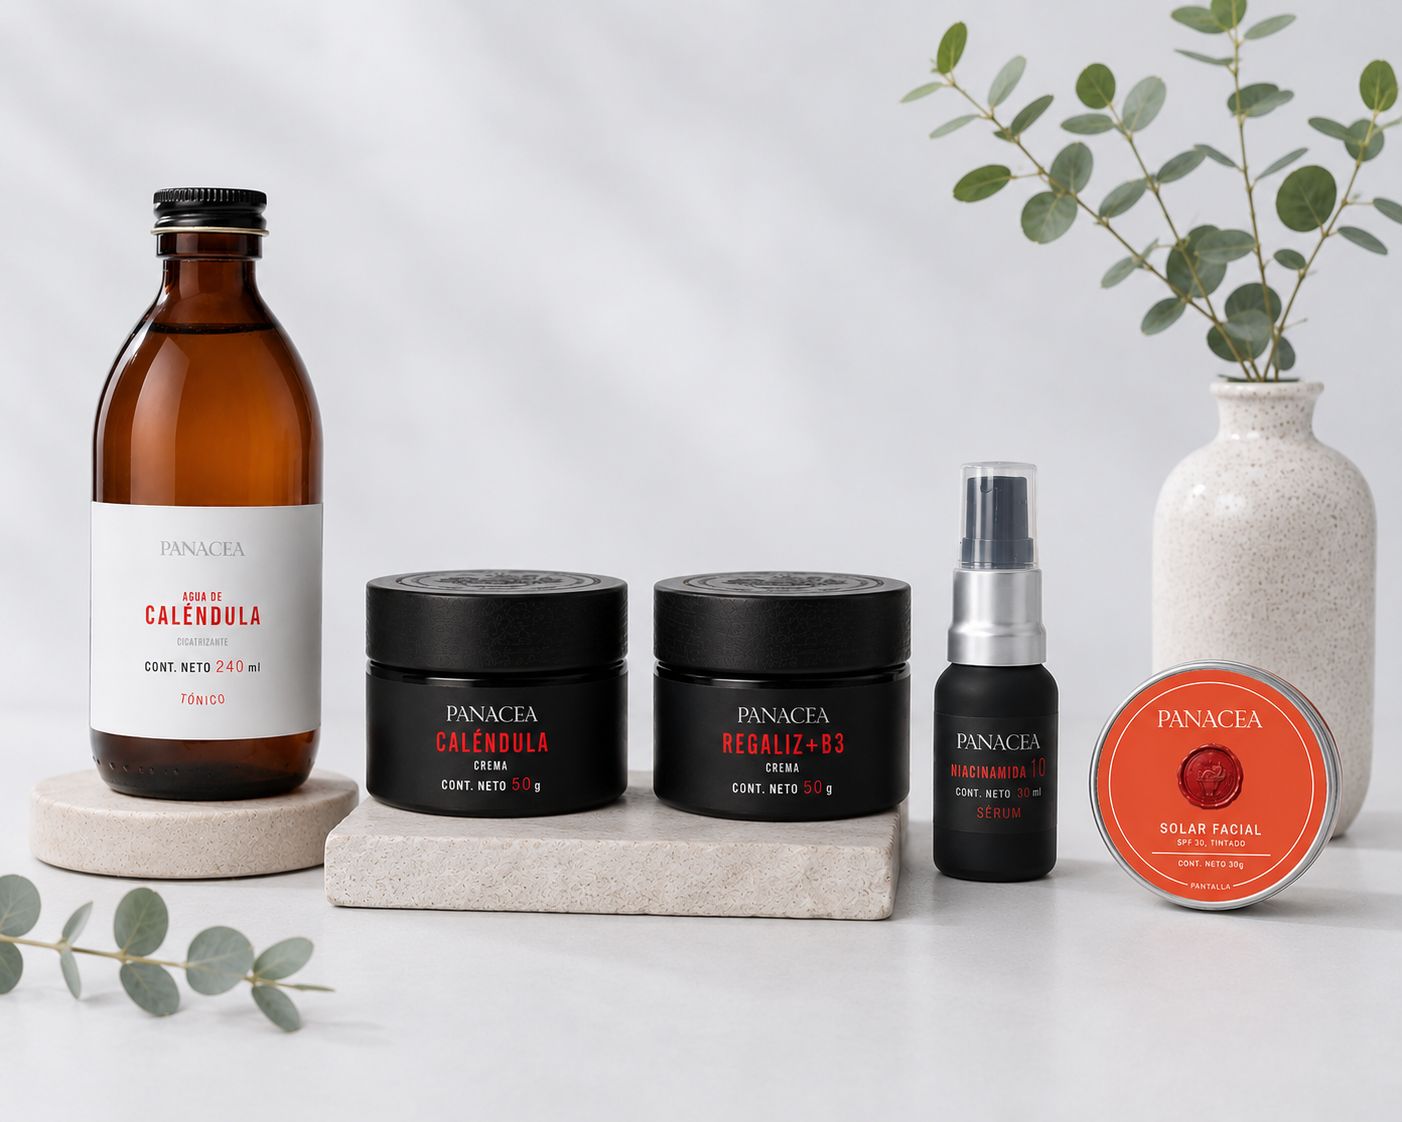 PANACEA
AGUA DE
CALÉNDULA
CICATRIZANTE
CONT. NETO 240 ml
TÓNICO
PANACEA
CALÉNDULA
CREMA
CONT. NETO 50 g
PANACEA
REGALIZ+B3
CREMA
CONT. NETO 50 g
PANACEA
NIACINAMIDA 10
CONT. NETO 30 ml
SÉRUM
PANACEA
SOLAR FACIAL
SPF 30, TINTADO
CONT. NETO 30g
PANTALLA